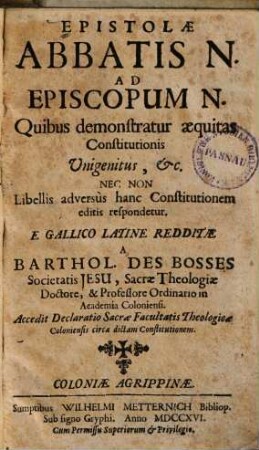 EPISTOLÆ
ABBATIS N.
AD
EPISCOPUM N.
Quibus demonstratur æquitas
Constitutionis
Unigenitus, &c.
NEC NON
Libellis adversùs hanc Constitutionem
editis respondetur.
E GALLICO LATINE REDDITÆ
A
BARTHOL. DES BOSSES
Societatis JESU, Sacræ Theologiæ
Doctore, & Professore Ordinario in
Academia Coloniensi.
Accedit Declaratio Sacræ Facultatis Theologicæ
Coloniensis circa dictam Constitutionem.
COLONIÆ AGRIPPINÆ.
Sumptibus WILHELMI METTERNICH Bibliop.
Sub signo Gryphi. Anno MDCCXVI.
Cum Permissu Superiorum & Privilegio.
PASSAU